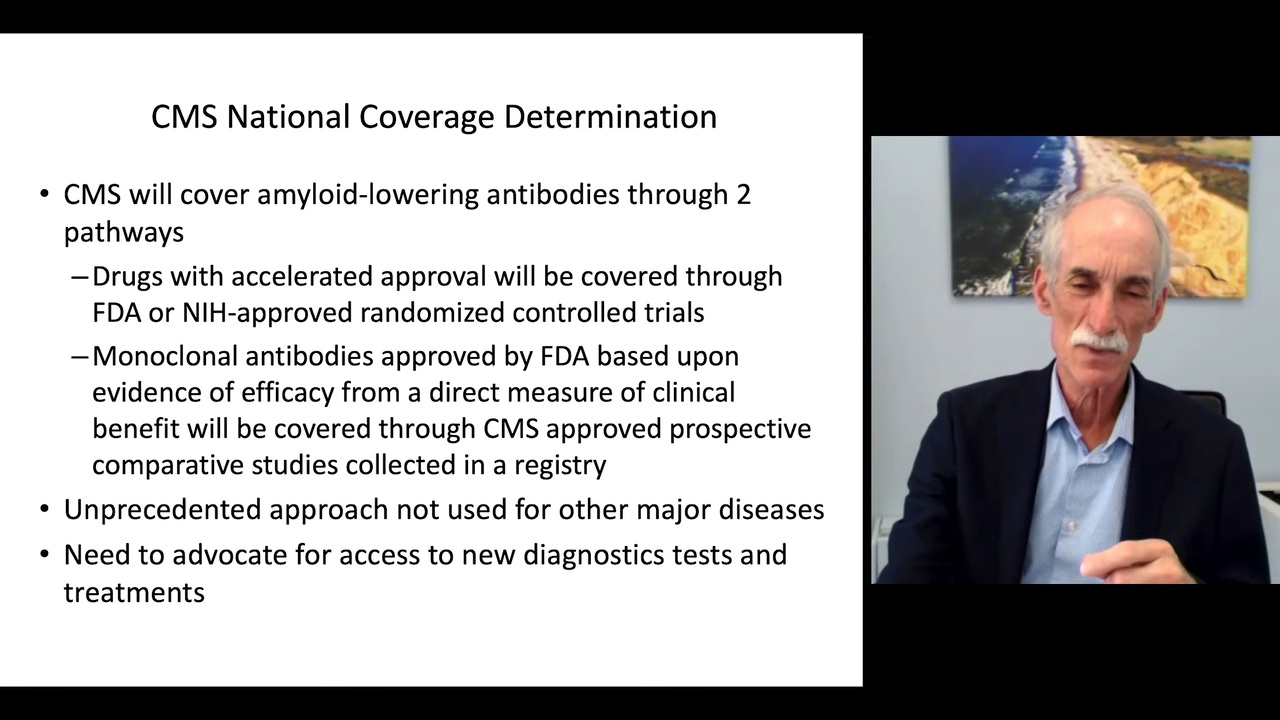 CMS National Coverage Determination
• CMS will cover amyloid-lowering antibodies through 2
pathways
–Drugs with accelerated approval will be covered through
FDA or NIH-approved randomized controlled trials
–Monoclonal antibodies approved by FDA based upon
evidence of efficacy from a direct measure of clinical
benefit will be covered through CMS approved prospective
comparative studies collected in a registry
• Unprecedented approach not used for other major diseases
• Need to advocate for access to new diagnostics tests and
treatments